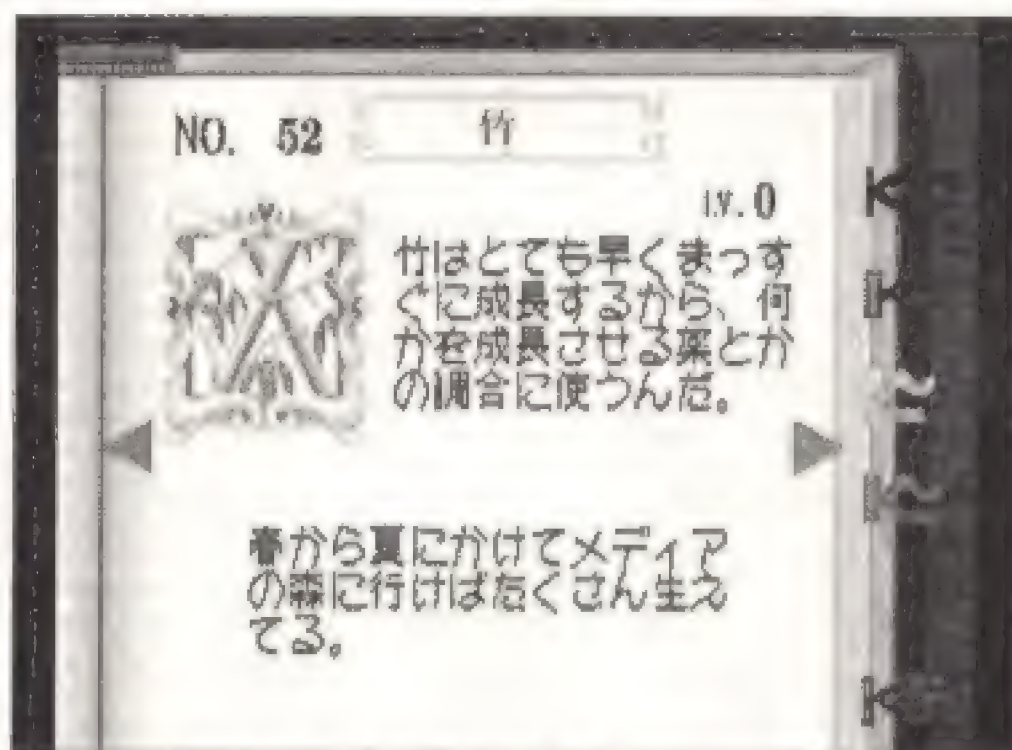 NO. 52
竹
LV. 0
竹はとても早くまっす
ぐに成長するから、何
かを成長させる薬とか
の調合に使うんだ。
春から夏にかけてメディア
の森に行けばたくさん生え
てる。